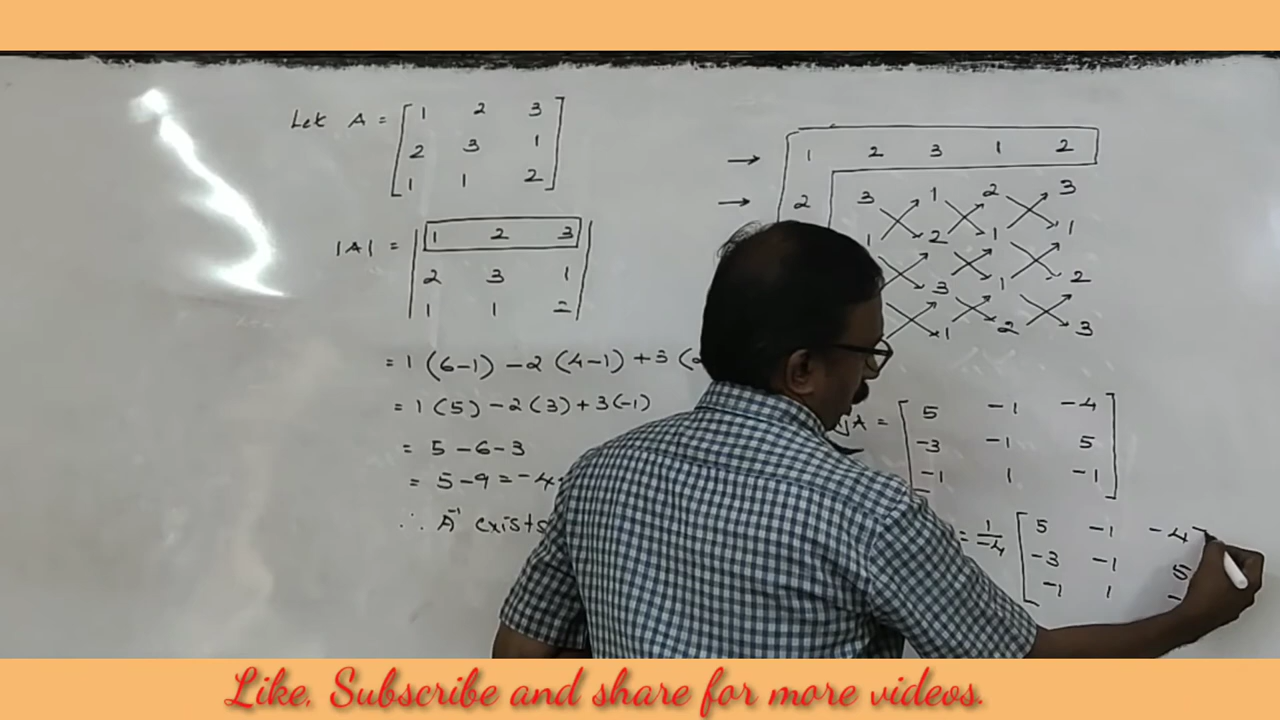 Let A = [ 1 2 3
2 3 1
1 1 2 ]
|A| = | 1 2 3
2 3 1
1 1 2 |
= 1 (6-1) -2 (4-1) +3 (
= 1 (5) -2 (3) + 3 (-1)
= 5 - 6 - 3
= 5 - 9 = -4
∴ A⁻¹ exists
→ 1 2 3 1 2
→ 2 3 1 2 3
1 2 1 1
3 1 2
1 2 3
A = [ 5 -1 -4
-3 -1 5
-1 1 -1 ]
= 1/-4 [ 5 -1 -4 ]
-3 -1 5
-1 1 -
Like, Subscribe and share for more videos.